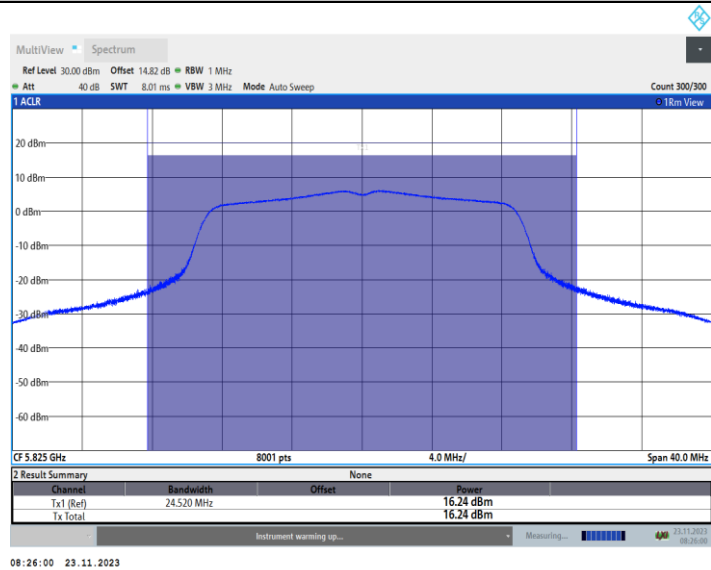 MultiView Spectrum
Ref Level 30.00 dBm Offset 14.82 dB RBW 1 MHz
Att 40 dB SWT 8.01 ms VBW 3 MHz Mode Auto Sweep Count 300/300
1 ACLR 1Rm View
20 dBm
10 dBm
0 dBm
-10 dBm
-20 dBm
-30 dBm
-40 dBm
-50 dBm
-60 dBm
CF 5.825 GHz 8001 pts 4.0 MHz/ Span 40.0 MHz
2 Result Summary None
Channel Bandwidth Offset Power
Tx1 (Ref) 24.520 MHz 16.24 dBm
Tx Total 16.24 dBm
Instrument warming up... Measuring... 23.11.2023
08:26:00
08:26:00 23.11.2023